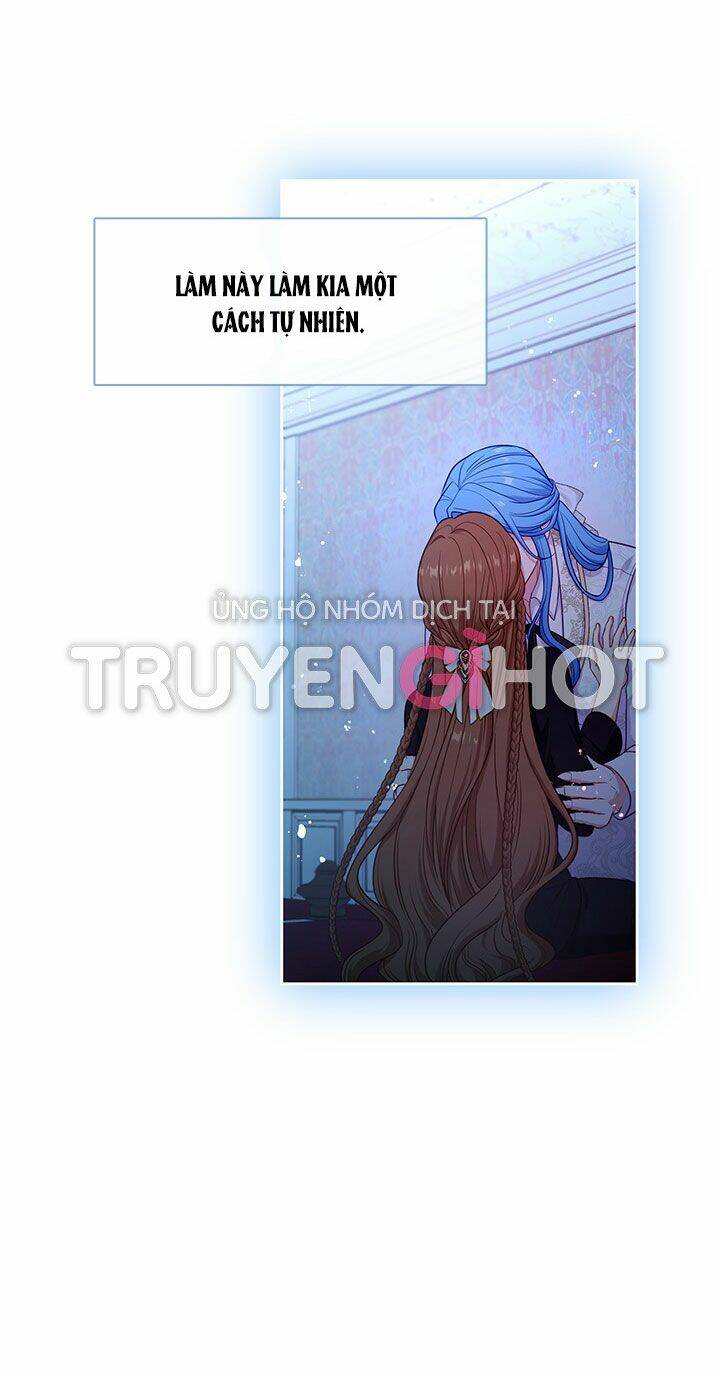 LÀM NÀY LÀM KIA MỘT
CÁCH TỰ NHIÊN.
ỦNG HỘ NHÓM DỊCH TẠI
TRUYENGIHOT